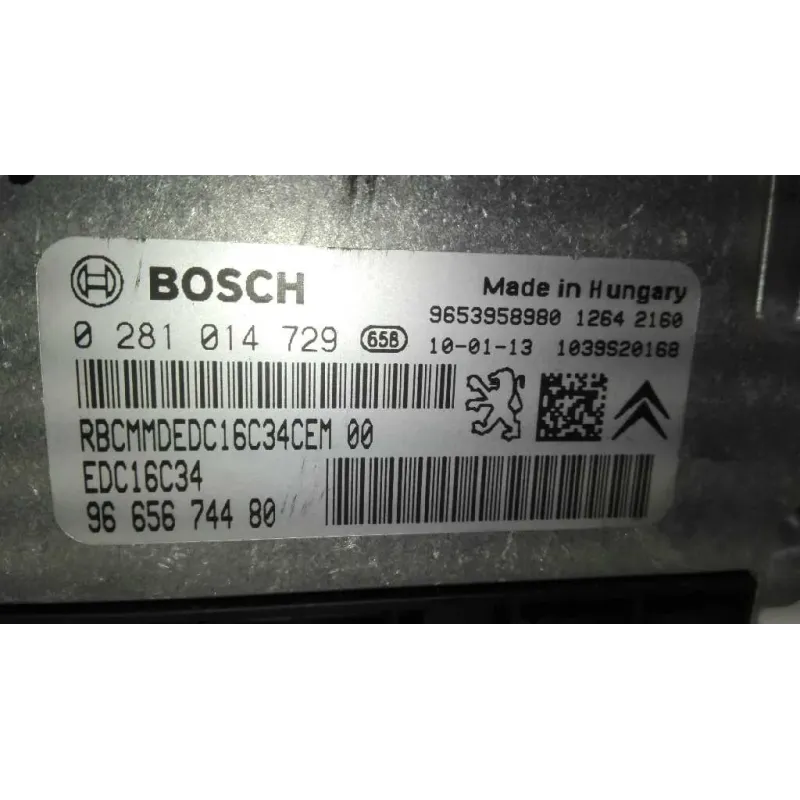 BOSCH
Made in Hungary
9653958980 1264 2160
0 281 014 729 65B 10-01-13 1039S20168
RBCMMDEDC16C34CEM 00
EDC16C34
96 656 744 80